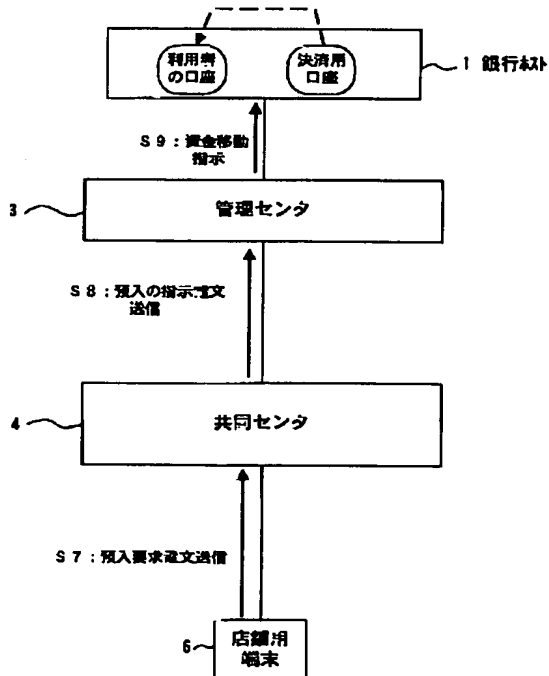 利用者
の口座
決済用
口座
1 銀行ホスト
S9:資金移動
指示
3
管理センタ
S8:預入の指示電文
送信
4
共同センタ
S7:預入要求電文送信
6
店舗用
端末